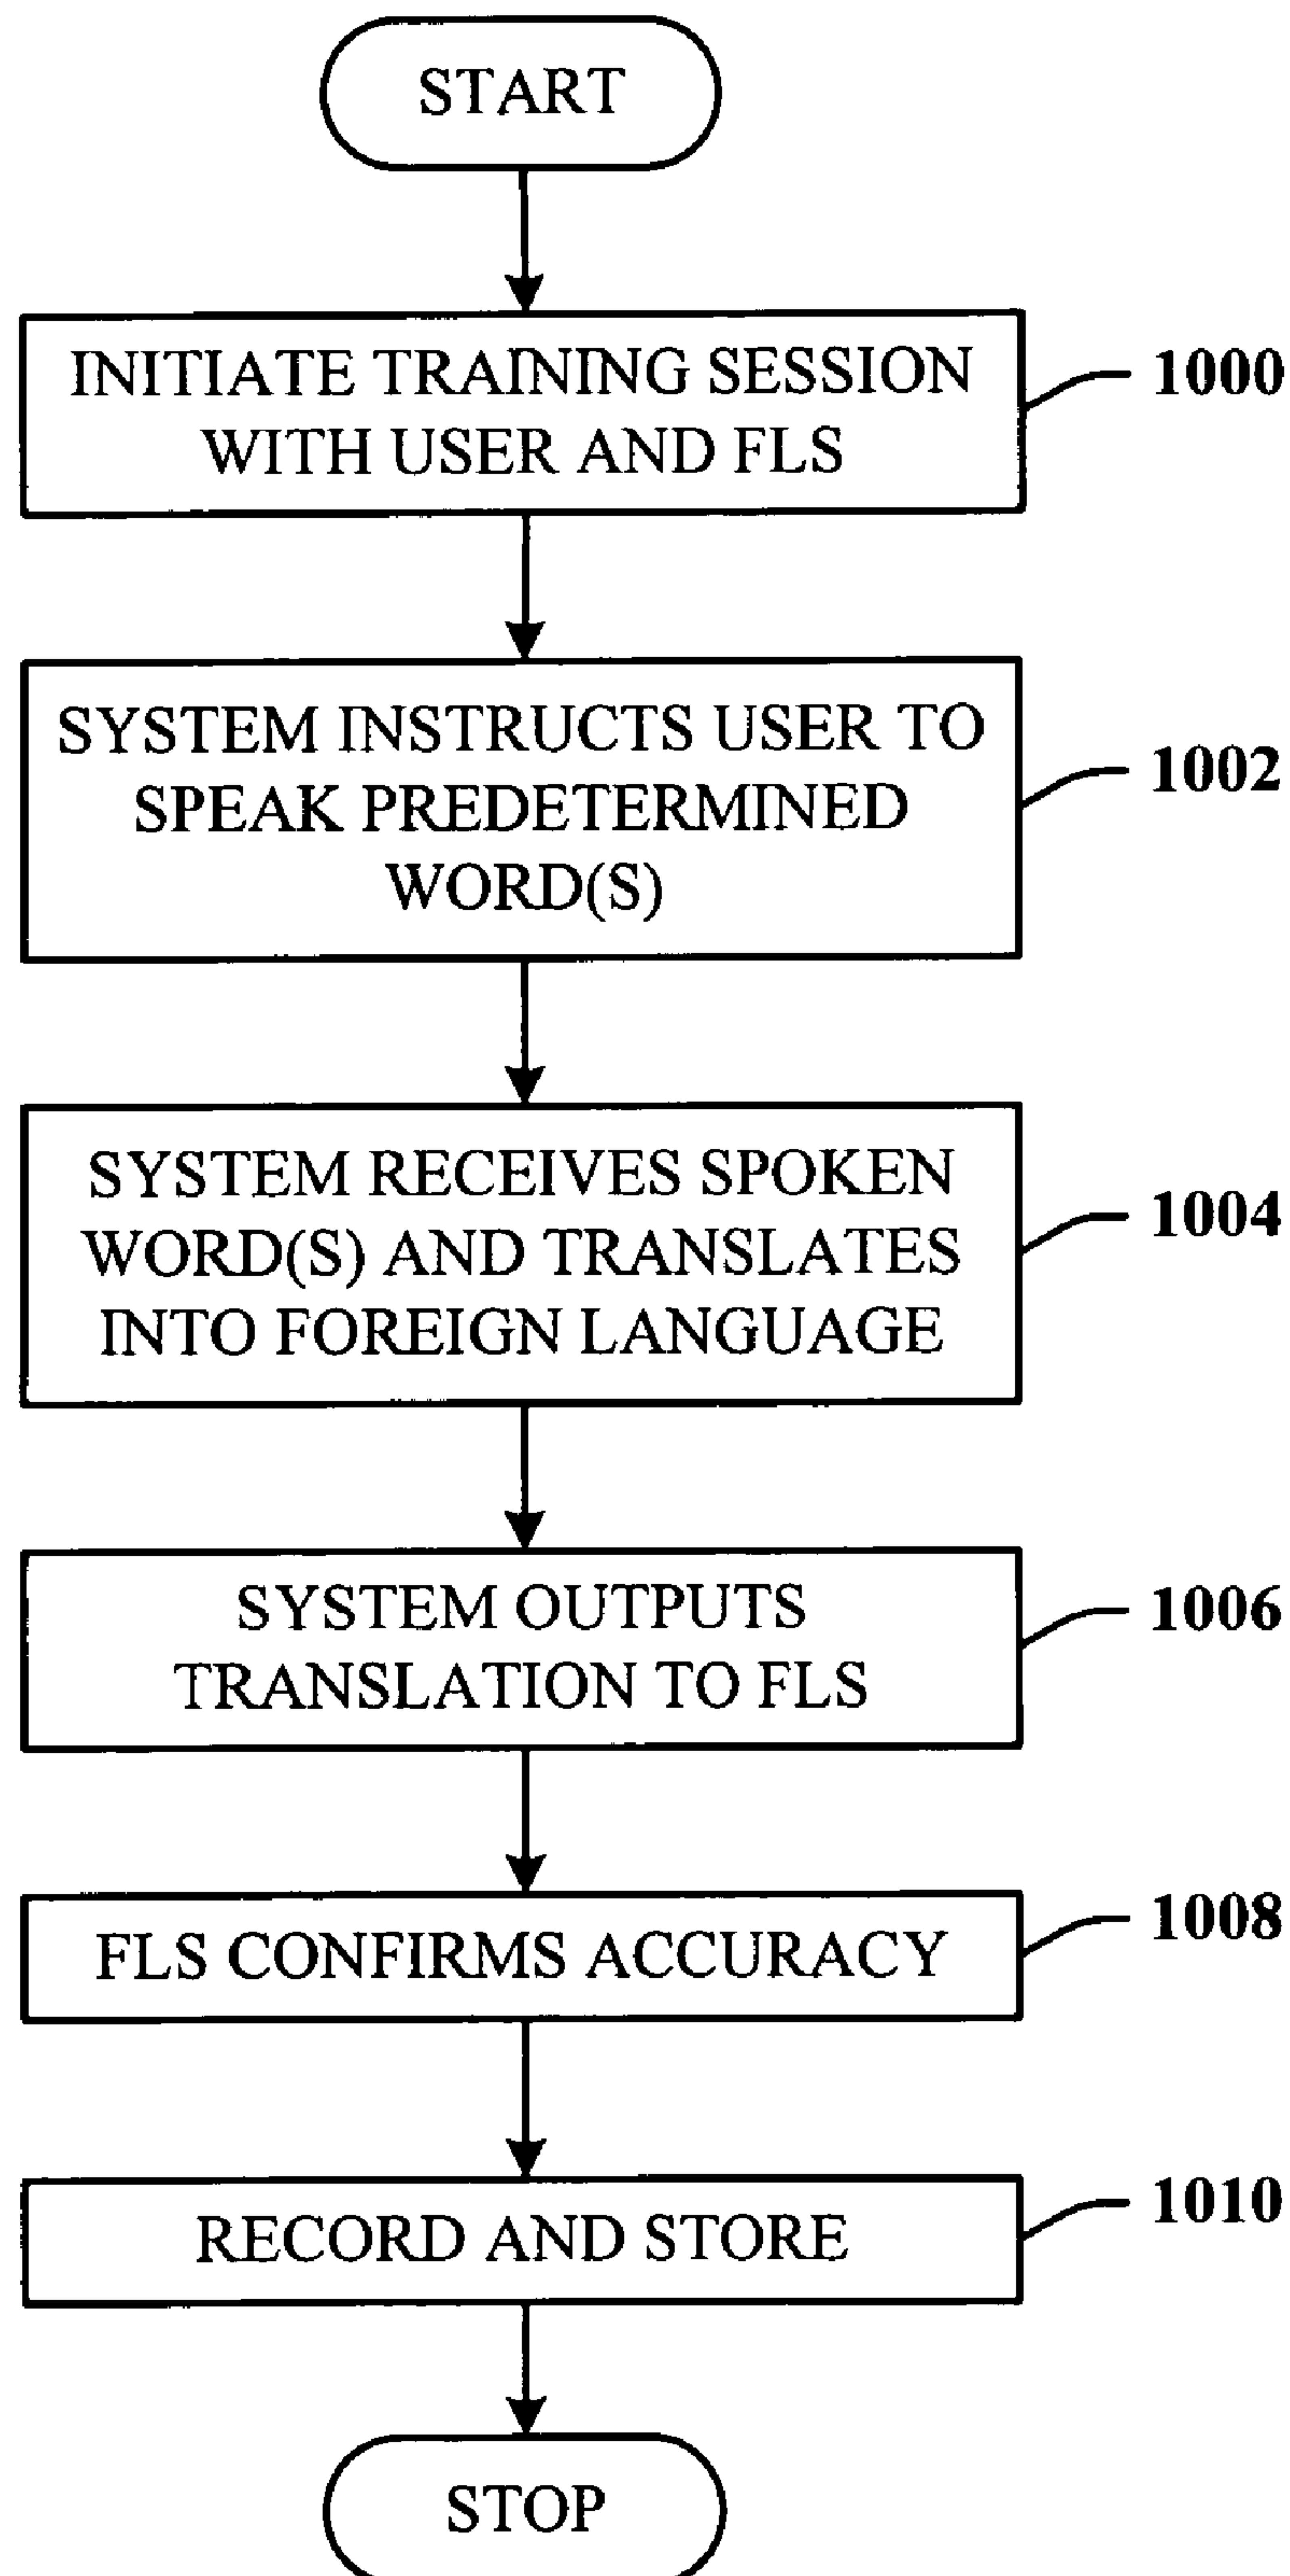 START
INITIATE TRAINING SESSION
WITH USER AND FLS
1000
SYSTEM INSTRUCTS USER TO
SPEAK PREDETERMINED
WORD(S)
1002
SYSTEM RECEIVES SPOKEN
WORD(S) AND TRANSLATES
INTO FOREIGN LANGUAGE
1004
SYSTEM OUTPUTS
TRANSLATION TO FLS
1006
FLS CONFIRMS ACCURACY
1008
RECORD AND STORE
1010
STOP